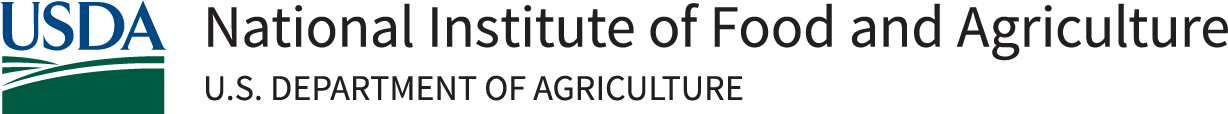 USDA
National Institute of Food and Agriculture
U.S. DEPARTMENT OF AGRICULTURE